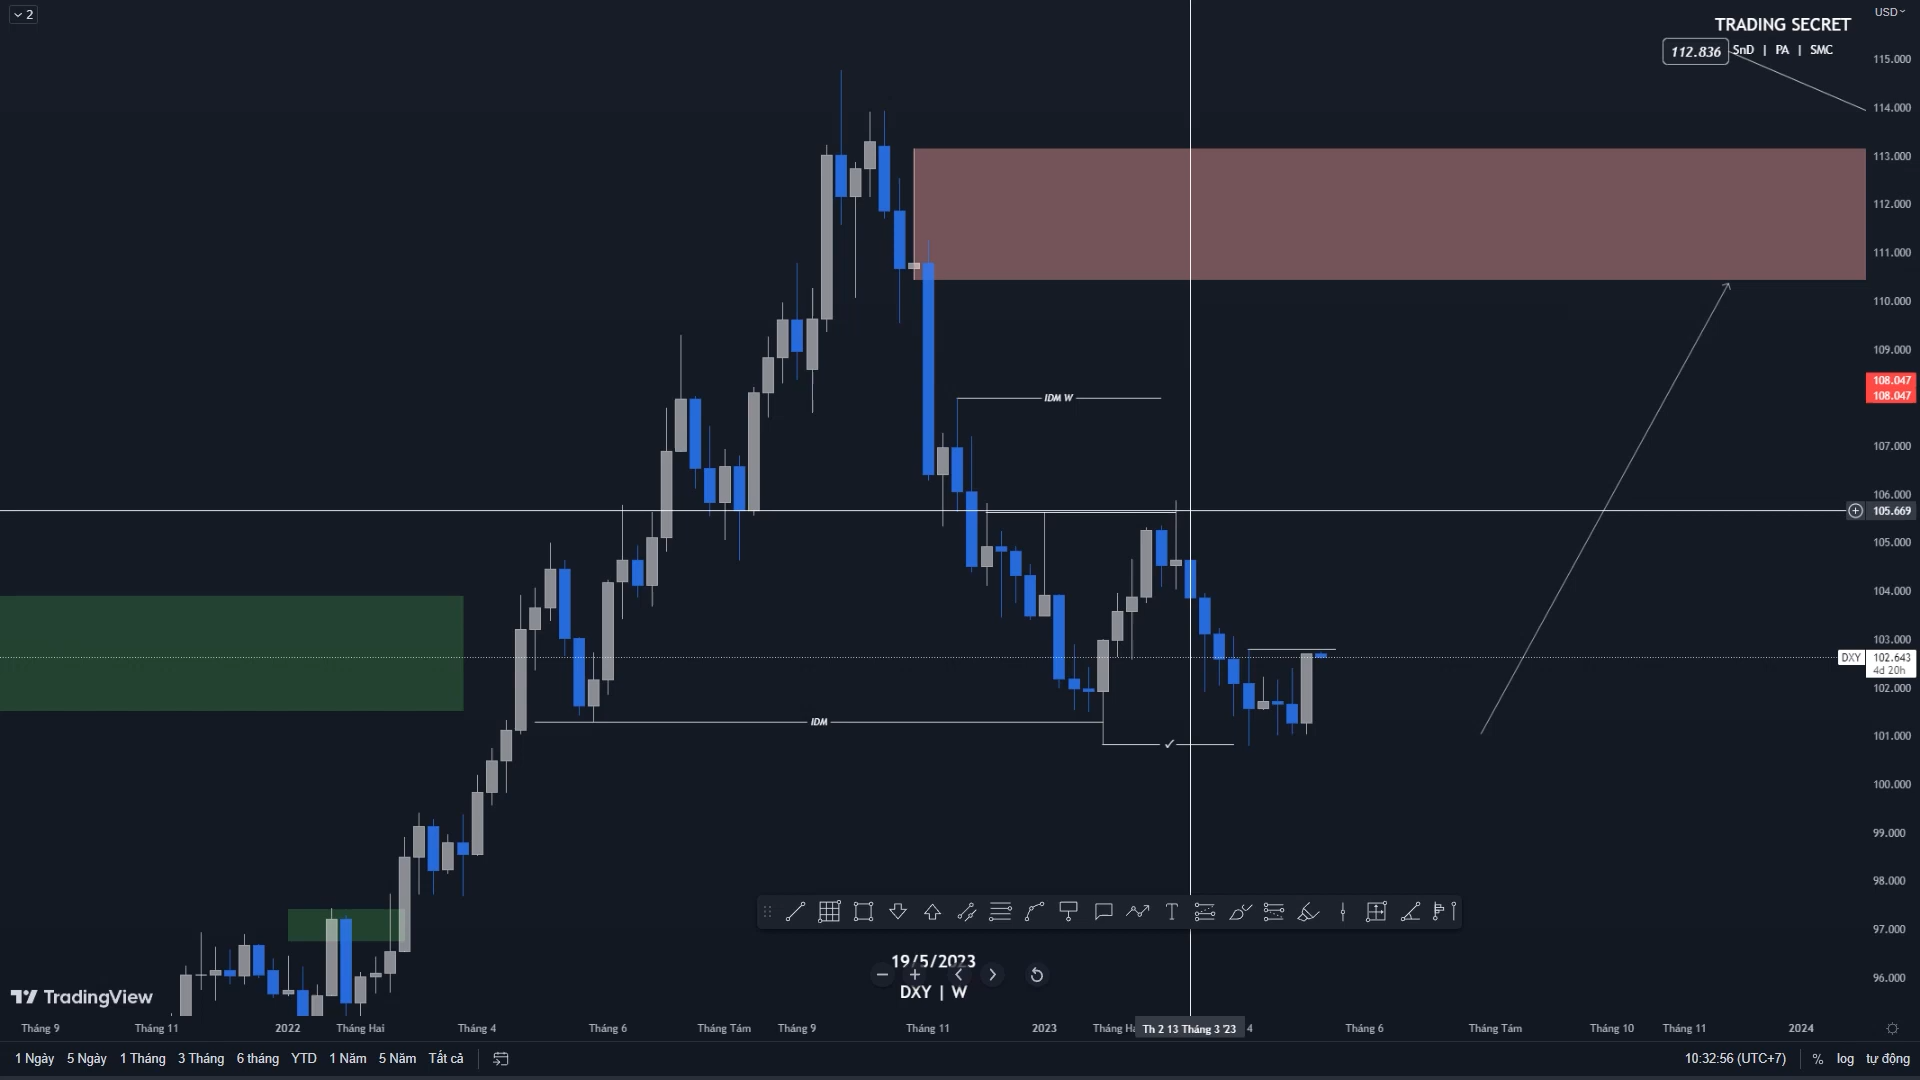 2
USD
TRADING SECRET
112.836
SnD | PA | SMC
115.000
114.000
113.000
112.000
111.000
110.000
109.000
108.047
108.047
107.000
106.000
105.669
105.000
104.000
103.000
DXY 102.643
4d 20h
102.000
101.000
100.000
99.000
98.000
97.000
96.000
IDM W
IDM
19/5/2023
DXY | W
TradingView
Tháng 9 Tháng 11 2022 Tháng Hai Tháng 4 Tháng 6 Tháng Tám Tháng 9 Tháng 11 2023 Tháng Ha Th 2 13 Tháng 3 '23 4 Tháng 6 Tháng Tám Tháng 10 Tháng 11 2024
1 Ngày 5 Ngày 1 Tháng 3 Tháng 6 tháng YTD 1 Năm 5 Năm Tất cả
10:32:56 (UTC+7) % log tự động